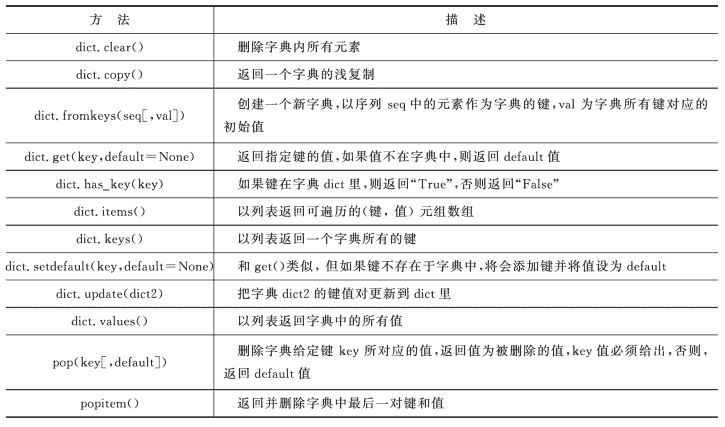 方 法 描 述
dict.clear() 删除字典内所有元素
dict.copy() 返回一个字典的浅复制
dict.fromkeys(seq[,val]) 创建一个新字典,以序列 seq 中的元素作为字典的键,val 为字典所有键对应的
初始值
dict.get(key,default=None) 返回指定键的值,如果值不在字典中,则返回 default 值
dict.has_key(key) 如果键在字典 dict 里,则返回“True”,否则返回“False”
dict.items() 以列表返回可遍历的(键, 值) 元组数组
dict.keys() 以列表返回一个字典所有的键
dict.setdefault(key,default=None) 和 get()类似, 但如果键不存在于字典中,将会添加键并将值设为 default
dict.update(dict2) 把字典 dict2 的键值对更新到 dict 里
dict.values() 以列表返回字典中的所有值
pop(key[,default]) 删除字典给定键 key 所对应的值,返回值为被删除的值,key 值必须给出,否则,
返回 default 值
popitem() 返回并删除字典中最后一对键和值